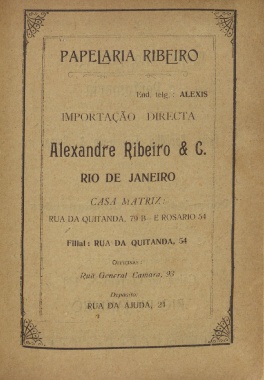 PAPELARIA RIBEIRO
End. teleg.: ALEXIS
IMPORTAÇÃO DIRECTA
Alexandre Ribeiro & C.
RIO DE JANEIRO
CASA MATRIZ:
RUA DA QUITANDA, 79 B - E ROSARIO 54
Filial: RUA DA QUITANDA, 54
Officinas:
Rua General Camara, 93
Deposito:
RUA DA AJUDA, 21